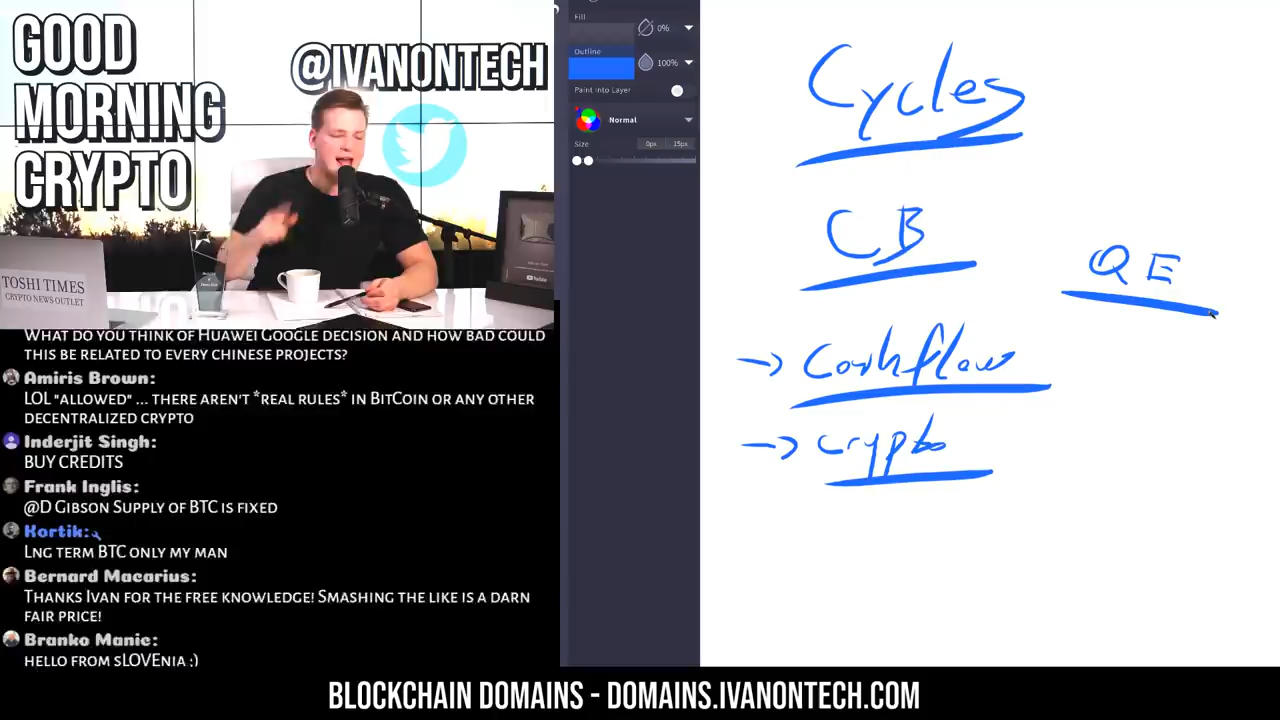 GOOD
MORNING
CRYPTO
@IVANONTECH
TOSHI TIMES
CRYPTO NEWS OUTLET
YouTube
WHAT DO YOU THINK OF HUAWEI GOOGLE DECISION AND HOW BAD COULD
THIS BE RELATED TO EVERY CHINESE PROJECTS?
Amiris Brown:
LOL "ALLOWED" ... THERE AREN'T *REAL RULES* IN BITCOIN OR ANY OTHER
DECENTRALIZED CRYPTO
Inderjit Singh:
BUY CREDITS
Frank Inglis:
@D GIBSON SUPPLY OF BTC IS FIXED
Kortik:
LNG TERM BTC ONLY MY MAN
Bernard Macarius:
THANKS IVAN FOR THE FREE KNOWLEDGE! SMASHING THE LIKE IS A DARN
FAIR PRICE!
Branko Manie:
HELLO FROM SLOVENIA :)
Fill
0%
Outline
100%
Paint Into Layer
Normal
Size
0px
15px
Cycles
CB
QE
→ Cashflow
→ crypto
BLOCKCHAIN DOMAINS - DOMAINS.IVANONTECH.COM